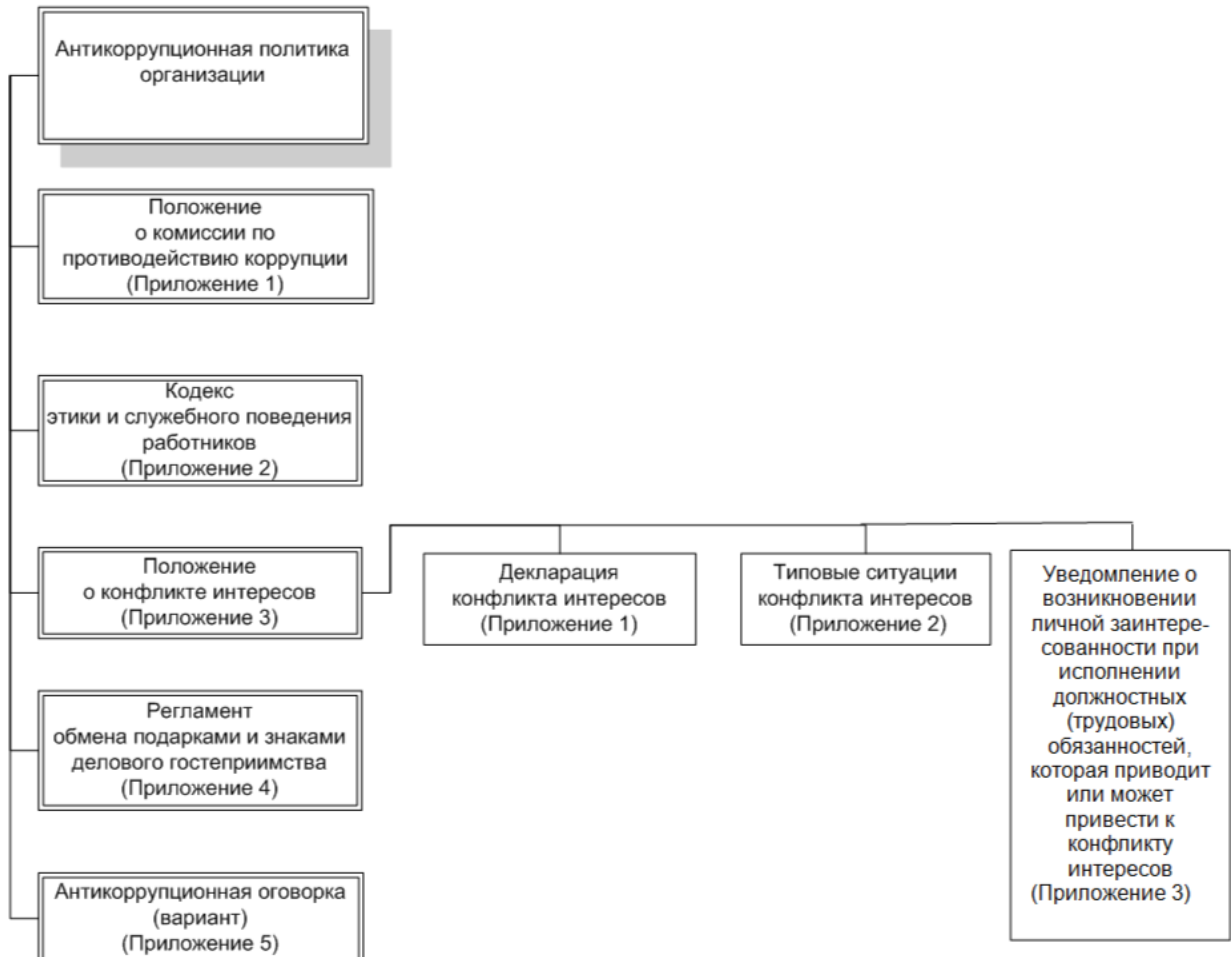 Антикоррупционная политика
организации
Положение
о комиссии по
противодействию коррупции
(Приложение 1)
Кодекс
этики и служебного поведения
работников
(Приложение 2)
Положение
о конфликте интересов
(Приложение 3)
Декларация
конфликта интересов
(Приложение 1)
Типовые ситуации
конфликта интересов
(Приложение 2)
Уведомление о
возникновении
личной заинтере-
сованности при
исполнении
должностных
(трудовых)
обязанностей,
которая приводит
или может
привести к
конфликту
интересов
(Приложение 3)
Регламент
обмена подарками и знаками
делового гостеприимства
(Приложение 4)
Антикоррупционная оговорка
(вариант)
(Приложение 5)